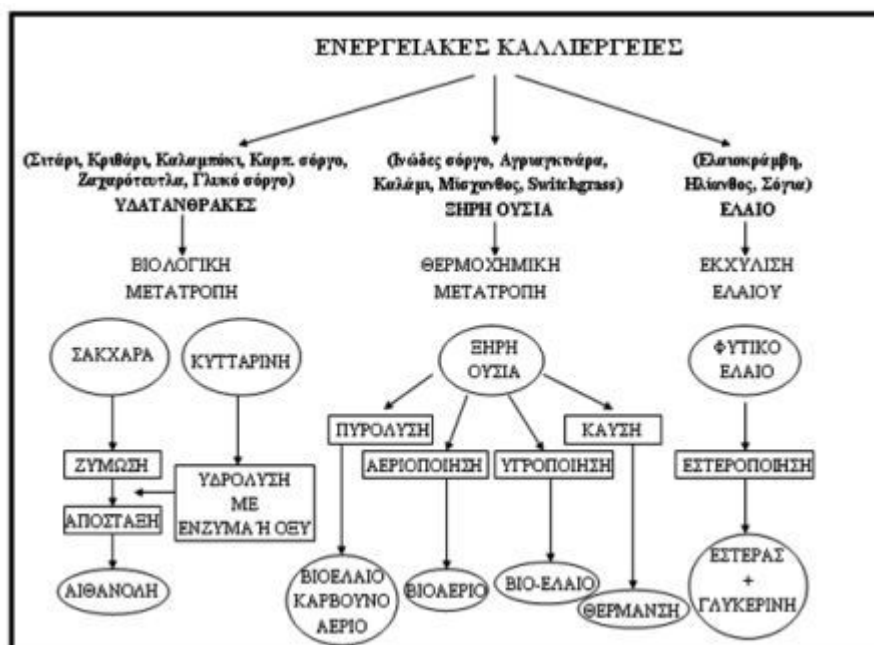 ΕΝΕΡΓΕΙΑΚΕΣ ΚΑΛΛΙΕΡΓΕΙΕΣ
(Σιτάρι, Κριθάρι, Καλαμπόκι, Καρπ. σόργο,
Ζαχαρότευτλα, Γλυκό σόργο)
ΥΔΑΤΑΝΘΡΑΚΕΣ
(Ινώδες σόργο, Αγριαγκινάρα,
Καλάμι, Μίσχανθος, Switchgrass)
ΞΗΡΗ ΟΥΣΙΑ
(Ελαιοκράμβη,
Ηλίανθος, Σόγια)
ΕΛΑΙΟ
ΒΙΟΛΟΓΙΚΗ
ΜΕΤΑΤΡΟΠΗ
ΘΕΡΜΟΧΗΜΙΚΗ
ΜΕΤΑΤΡΟΠΗ
ΕΚΧΥΛΙΣΗ
ΕΛΑΙΟΥ
ΣΑΚΧΑΡΑ
ΚΥΤΤΑΡΙΝΗ
ΞΗΡΗ
ΟΥΣΙΑ
ΦΥΤΙΚΟ
ΕΛΑΙΟ
ΠΥΡΟΛΥΣΗ
ΚΑΥΣΗ
ΖΥΜΩΣΗ
ΑΕΡΙΟΠΟΙΗΣΗ
ΥΓΡΟΠΟΙΗΣΗ
ΕΣΤΕΡΟΠΟΙΗΣΗ
ΥΔΡΟΛΥΣΗ
ΜΕ
ΕΝΖΥΜΑ Ή ΟΞΥ
ΑΠΟΣΤΑΞΗ
ΑΙΘΑΝΟΛΗ
ΒΙΟΕΛΑΙΟ
ΚΑΡΒΟΥΝΟ
ΑΕΡΙΟ
ΒΙΟΑΕΡΙΟ
ΒΙΟ-ΕΛΑΙΟ
ΘΕΡΜΑΝΣΗ
ΕΣΤΕΡΑΣ
+
ΓΛΥΚΕΡΙΝΗ